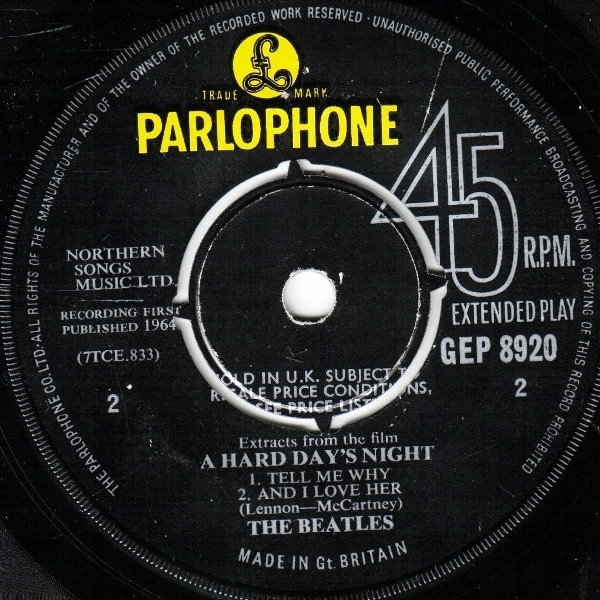 THE PARLOPHONE CO. LTD.·ALL RIGHTS OF THE MANUFACTURER AND OF THE OWNER OF THE RECORDED WORK RESERVED · UNAUTHORISED PUBLIC PERFORMANCE BROADCASTING AND COPYING OF THIS RECORD PROHIBITED
£
TRADE MARK
PARLOPHONE
45
R.P.M.
EXTENDED PLAY
GEP 8920
2
NORTHERN
SONGS
MUSIC.LTD.
RECORDING FIRST
PUBLISHED 1964
(7TCE.833)
2
SOLD IN U.K. SUBJECT T
RESALE PRICE CONDITIONS,
SEE PRICE LIST
Extracts from the film
A HARD DAY'S NIGHT
1. TELL ME WHY
2. AND I LOVE HER
(Lennon—McCartney)
THE BEATLES
MADE IN Gt. BRITAIN